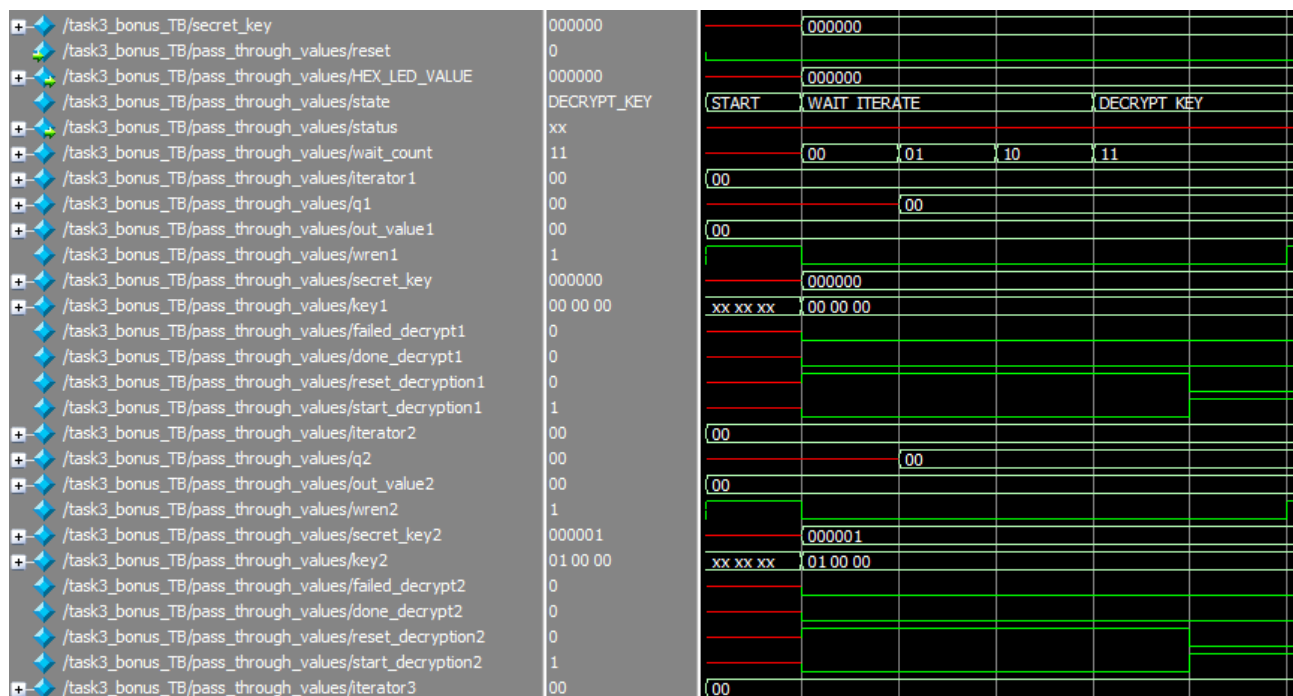 /task3_bonus_TB/secret_key 000000 000000
/task3_bonus_TB/pass_through_values/reset 0
/task3_bonus_TB/pass_through_values/HEX_LED_VALUE 000000 000000
/task3_bonus_TB/pass_through_values/state DECRYPT_KEY START WAIT_ITERATE DECRYPT_KEY
/task3_bonus_TB/pass_through_values/status xx
/task3_bonus_TB/pass_through_values/wait_count 11 00 01 10 11
/task3_bonus_TB/pass_through_values/iterator1 00 00
/task3_bonus_TB/pass_through_values/q1 00 00
/task3_bonus_TB/pass_through_values/out_value1 00 00
/task3_bonus_TB/pass_through_values/wren1 1
/task3_bonus_TB/pass_through_values/secret_key 000000 000000
/task3_bonus_TB/pass_through_values/key1 00 00 00 xx xx xx 00 00 00
/task3_bonus_TB/pass_through_values/failed_decrypt1 0
/task3_bonus_TB/pass_through_values/done_decrypt1 0
/task3_bonus_TB/pass_through_values/reset_decryption1 0
/task3_bonus_TB/pass_through_values/start_decryption1 1
/task3_bonus_TB/pass_through_values/iterator2 00 00
/task3_bonus_TB/pass_through_values/q2 00 00
/task3_bonus_TB/pass_through_values/out_value2 00 00
/task3_bonus_TB/pass_through_values/wren2 1
/task3_bonus_TB/pass_through_values/secret_key2 000001 000001
/task3_bonus_TB/pass_through_values/key2 01 00 00 xx xx xx 01 00 00
/task3_bonus_TB/pass_through_values/failed_decrypt2 0
/task3_bonus_TB/pass_through_values/done_decrypt2 0
/task3_bonus_TB/pass_through_values/reset_decryption2 0
/task3_bonus_TB/pass_through_values/start_decryption2 1
/task3_bonus_TB/pass_through_values/iterator3 00 00